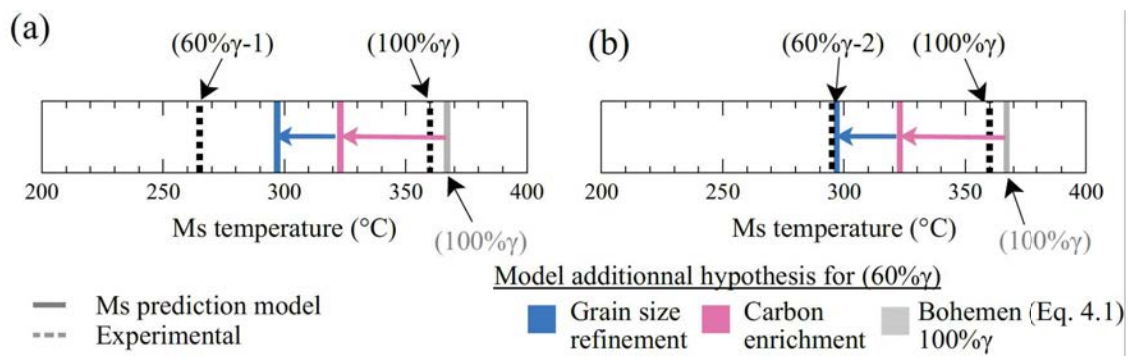 (a)
(60%γ-1)
(100%γ)
200 250 300 350 400
Ms temperature (°C)
(100%γ)
(b)
(60%γ-2)
(100%γ)
200 250 300 350 400
Ms temperature (°C)
(100%γ)
Ms prediction model
Experimental
Model additionnal hypothesis for (60%γ)
Grain size
refinement
Carbon
enrichment
Bohemen (Eq. 4.1)
100%γ